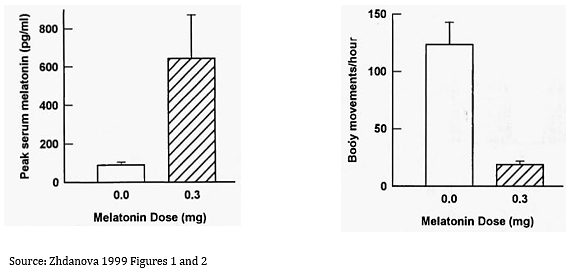 Peak serum melatonin (pg/ml)
800
600
400
200
0
0.0 0.3
Melatonin Dose (mg)
Body movements/hour
150
100
50
0
0.0 0.3
Melatonin Dose (mg)
Source: Zhdanova 1999 Figures 1 and 2